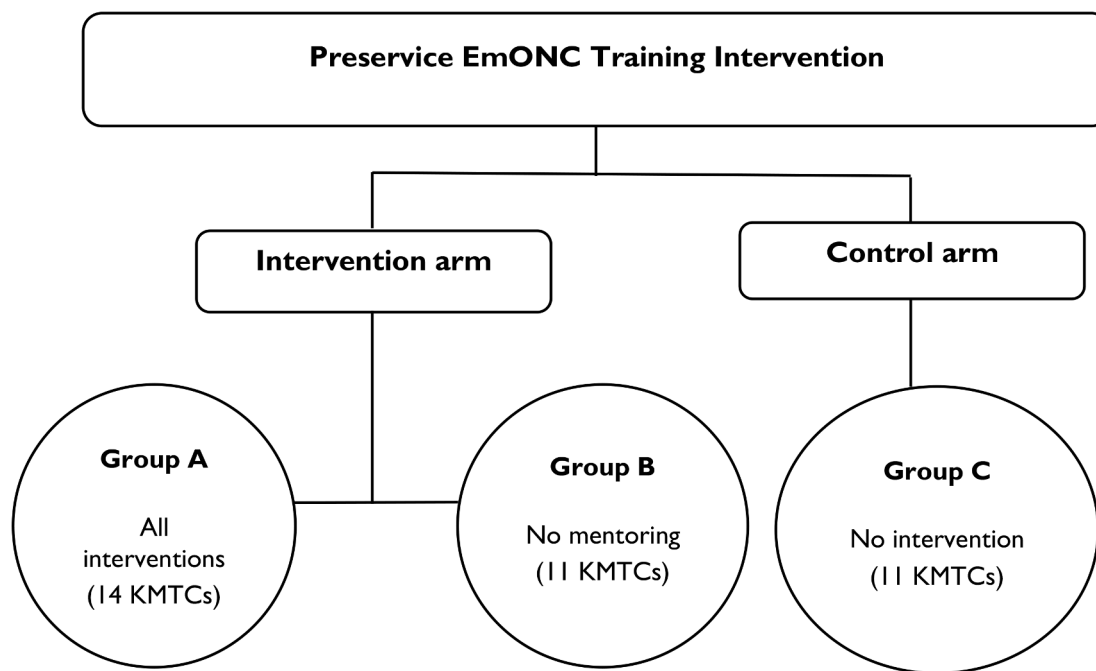 Preservice EmONC Training Intervention
Intervention arm
Control arm
Group A
All
interventions
(14 KMTCs)
Group B
No mentoring
(11 KMTCs)
Group C
No intervention
(11 KMTCs)